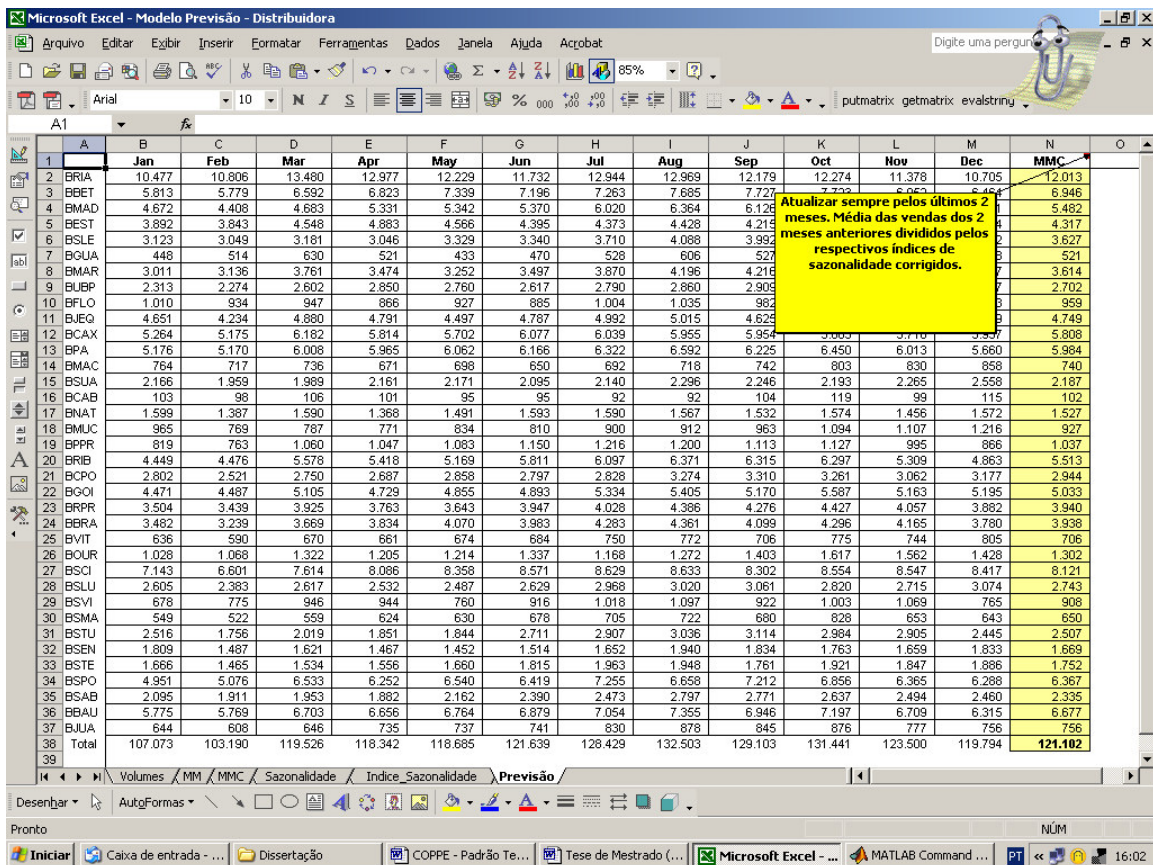 Microsoft Excel - Modelo Previsão - Distribuidora
Arquivo Editar Exibir Inserir Formatar Ferramentas Dados Janela Ajuda Acrobat Digite uma pergun
85%
Arial 10 N I S % 000 putmatrix getmatrix evalstring
A1 fx
A B C D E F G H I J K L M N O
1 Jan Feb Mar Apr May Jun Jul Aug Sep Oct Nov Dec MMC
2 BRIA 10.477 10.806 13.480 12.977 12.229 11.732 12.944 12.969 12.179 12.274 11.378 10.705 12.013
3 BBET 5.813 5.779 6.592 6.823 7.339 7.196 7.263 7.685 7.727 6.946
4 BMAD 4.672 4.408 4.683 5.331 5.342 5.370 6.020 6.364 6.126 5.482
5 BEST 3.892 3.843 4.548 4.883 4.566 4.395 4.373 4.428 4.215 4.317
6 BSLE 3.123 3.049 3.181 3.046 3.329 3.340 3.710 4.088 3.992 3.627
7 BGUA 448 514 630 521 433 470 528 606 527 521
8 BMAR 3.011 3.136 3.761 3.474 3.252 3.497 3.870 4.196 4.216 3.614
9 BUBP 2.313 2.274 2.602 2.850 2.760 2.617 2.790 2.860 2.909 2.702
10 BFLO 1.010 934 947 866 927 885 1.004 1.035 982 959
11 BJEQ 4.651 4.234 4.880 4.791 4.497 4.787 4.992 5.015 4.625 4.749
12 BCAX 5.264 5.175 6.182 5.814 5.702 6.077 6.039 5.955 5.954 5.808
Atualizar sempre pelos últimos 2
meses. Média das vendas dos 2
meses anteriores divididos pelos
respectivos índices de
sazonalidade corrigidos.
13 BPA 5.176 5.170 6.008 5.965 6.062 6.166 6.322 6.592 6.225 6.450 6.013 5.660 5.984
14 BMAC 764 717 736 671 698 650 692 718 742 803 830 858 740
15 BSUA 2.166 1.959 1.989 2.161 2.171 2.095 2.140 2.296 2.246 2.193 2.265 2.558 2.187
16 BCAB 103 98 106 101 95 95 92 92 104 119 99 115 102
17 BNAT 1.599 1.387 1.590 1.368 1.491 1.593 1.590 1.567 1.532 1.574 1.456 1.572 1.527
18 BMUC 965 769 787 771 834 810 900 912 963 1.094 1.107 1.216 927
19 BPPR 819 763 1.060 1.047 1.083 1.150 1.216 1.200 1.113 1.127 995 866 1.037
20 BRIB 4.449 4.476 5.578 5.418 5.169 5.811 6.097 6.371 6.315 6.297 5.309 4.863 5.513
21 BCPO 2.802 2.521 2.750 2.687 2.858 2.797 2.828 3.274 3.310 3.261 3.062 3.177 2.944
22 BGOI 4.471 4.487 5.105 4.729 4.855 4.893 5.334 5.405 5.170 5.587 5.163 5.195 5.033
23 BRPR 3.504 3.439 3.925 3.763 3.643 3.947 4.028 4.386 4.276 4.427 4.057 3.882 3.940
24 BBRA 3.482 3.239 3.669 3.834 4.070 3.983 4.283 4.361 4.099 4.296 4.165 3.780 3.938
25 BVIT 636 590 670 661 674 684 750 772 706 775 744 805 706
26 BOUR 1.028 1.068 1.322 1.205 1.214 1.337 1.168 1.272 1.403 1.617 1.562 1.428 1.302
27 BSCI 7.143 6.601 7.614 8.086 8.358 8.571 8.629 8.633 8.302 8.554 8.547 8.417 8.121
28 BSLU 2.605 2.383 2.617 2.532 2.487 2.629 2.968 3.020 3.061 2.820 2.715 3.074 2.743
29 BSVI 678 775 946 944 760 916 1.018 1.097 922 1.003 1.069 765 908
30 BSMA 549 522 559 624 630 678 705 722 680 828 653 643 650
31 BSTU 2.516 1.756 2.019 1.851 1.844 2.711 2.907 3.036 3.114 2.984 2.905 2.445 2.507
32 BSEN 1.809 1.487 1.621 1.467 1.452 1.514 1.652 1.940 1.834 1.763 1.659 1.833 1.669
33 BSTE 1.666 1.465 1.534 1.556 1.660 1.815 1.963 1.948 1.761 1.921 1.847 1.886 1.752
34 BSPO 4.951 5.076 6.533 6.252 6.540 6.419 7.255 6.658 7.212 6.856 6.365 6.288 6.367
35 BSAB 2.095 1.911 1.953 1.882 2.162 2.390 2.473 2.797 2.771 2.637 2.494 2.460 2.335
36 BBAU 5.775 5.769 6.703 6.656 6.764 6.879 7.054 7.355 6.946 7.197 6.709 6.315 6.677
37 BJUA 644 608 646 735 737 741 830 878 845 876 777 756 756
38 Total 107.073 103.190 119.526 118.342 118.685 121.639 128.429 132.503 129.103 131.441 123.500 119.794 121.102
39
Volumes MM MMC Sazonalidade Indice_Sazonalidade Previsão
Desenhar AutoFormas
Pronto NÚM
Iniciar Caixa de entrada - ... Dissertação COPPE - Padrão Te... Tese de Mestrado (... Microsoft Excel - ... MATLAB Command ... PT 16:02